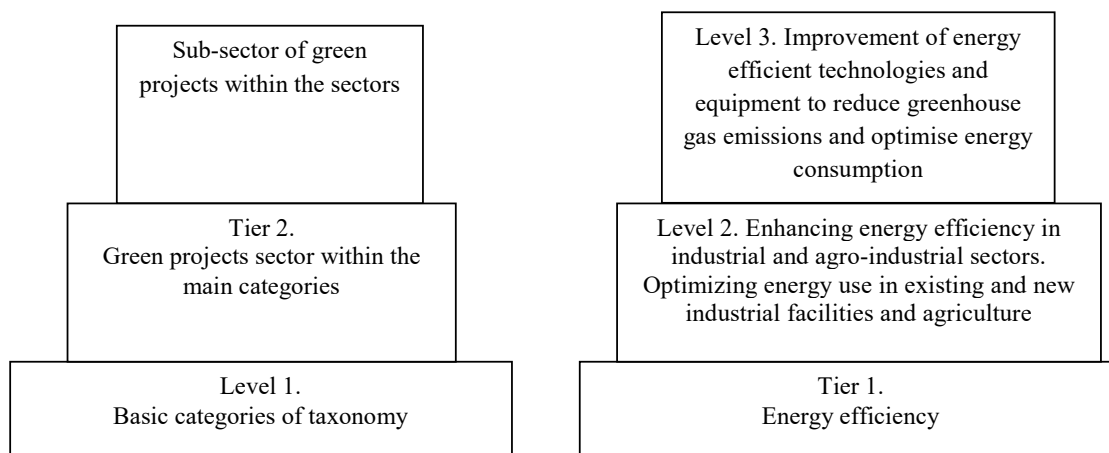 Sub-sector of green
projects within the sectors
Tier 2.
Green projects sector within the
main categories
Level 1.
Basic categories of taxonomy
Level 3. Improvement of energy
efficient technologies and
equipment to reduce greenhouse
gas emissions and optimise energy
consumption
Level 2. Enhancing energy efficiency in
industrial and agro-industrial sectors.
Optimizing energy use in existing and new
industrial facilities and agriculture
Tier 1.
Energy efficiency